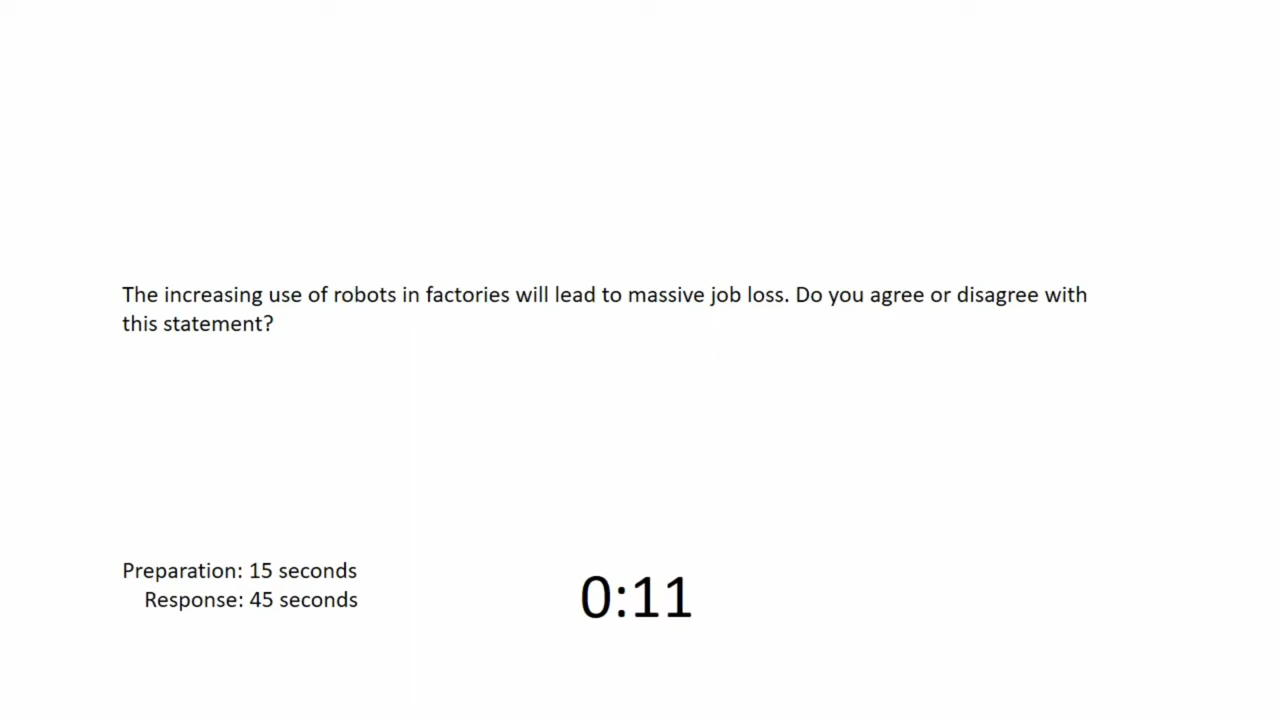 The increasing use of robots in factories will lead to massive job loss. Do you agree or disagree with
this statement?
Preparation: 15 seconds
Response: 45 seconds
0:11